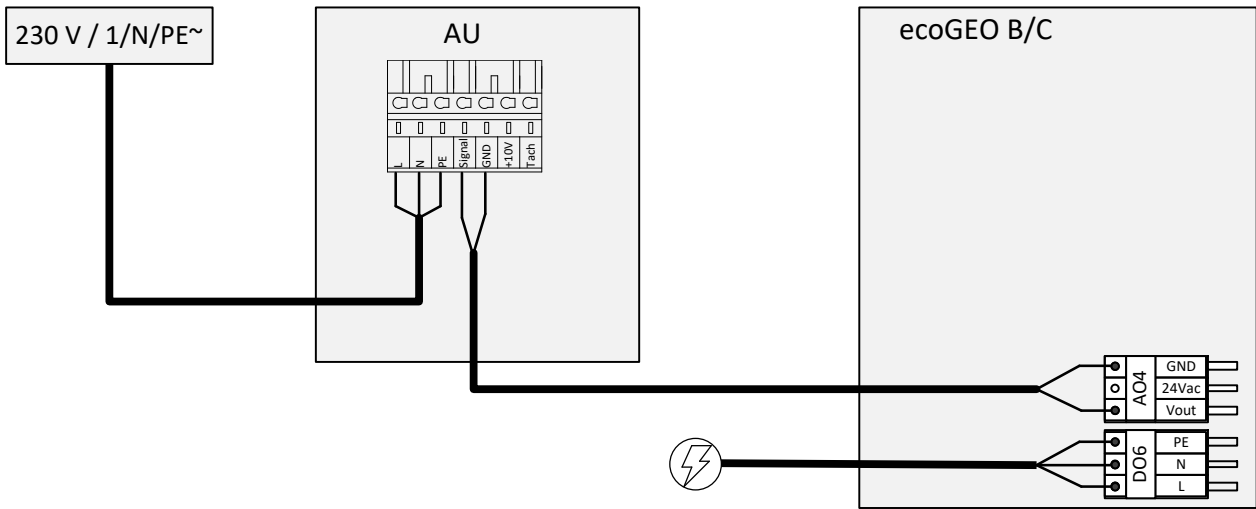 230 V / 1/N/PE~
AU
L
N
PE
Signal
GND
+10V
Tach
ecoGEO B/C
AO4
GND
24Vac
Vout
DO6
PE
N
L